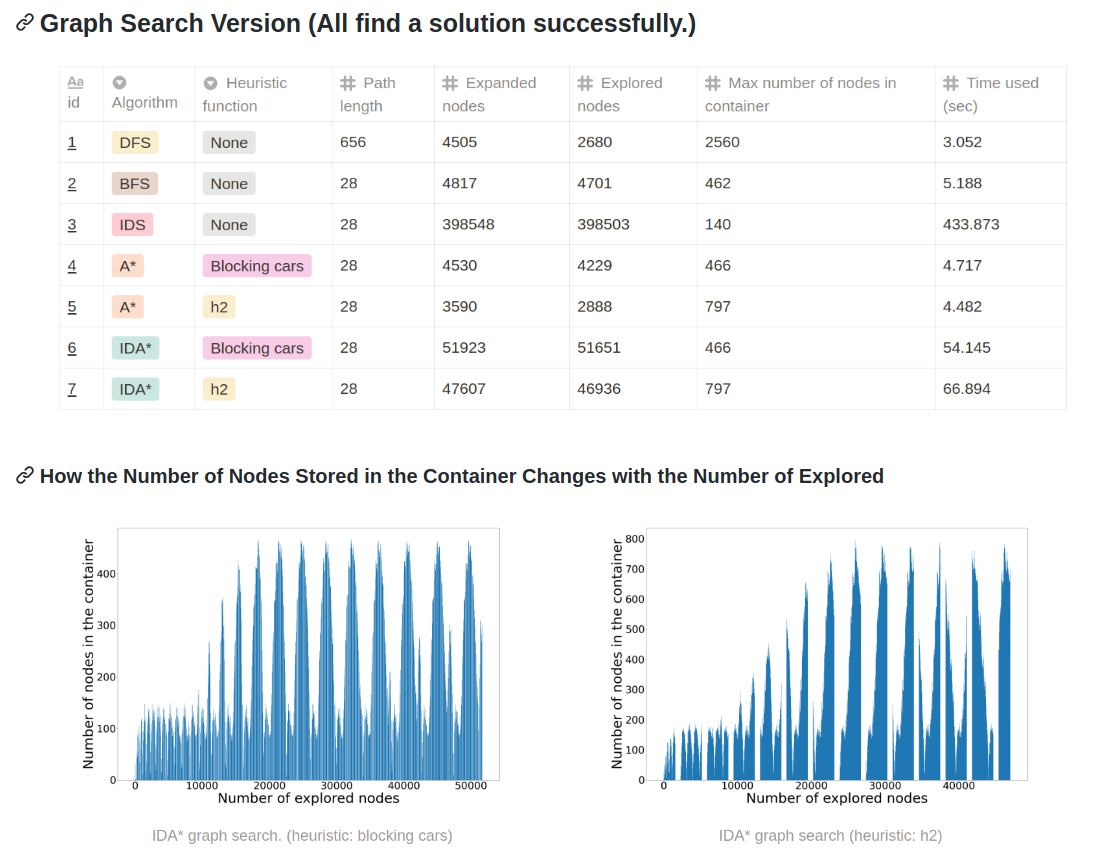 Graph Search Version (All find a solution successfully.)
Aa id Algorithm Heuristic function Path length Expanded nodes Explored nodes Max number of nodes in container Time used (sec)
1 DFS None 656 4505 2680 2560 3.052
2 BFS None 28 4817 4701 462 5.188
3 IDS None 28 398548 398503 140 433.873
4 A* Blocking cars 28 4530 4229 466 4.717
5 A* h2 28 3590 2888 797 4.482
6 IDA* Blocking cars 28 51923 51651 466 54.145
7 IDA* h2 28 47607 46936 797 66.894
How the Number of Nodes Stored in the Container Changes with the Number of Explored
Number of nodes in the container
400
300
200
100
0
0 10000 20000 30000 40000 50000
Number of explored nodes
IDA* graph search. (heuristic: blocking cars)
Number of nodes in the container
800
700
600
500
400
300
200
100
0
0 10000 20000 30000 40000
Number of explored nodes
IDA* graph search (heuristic: h2)